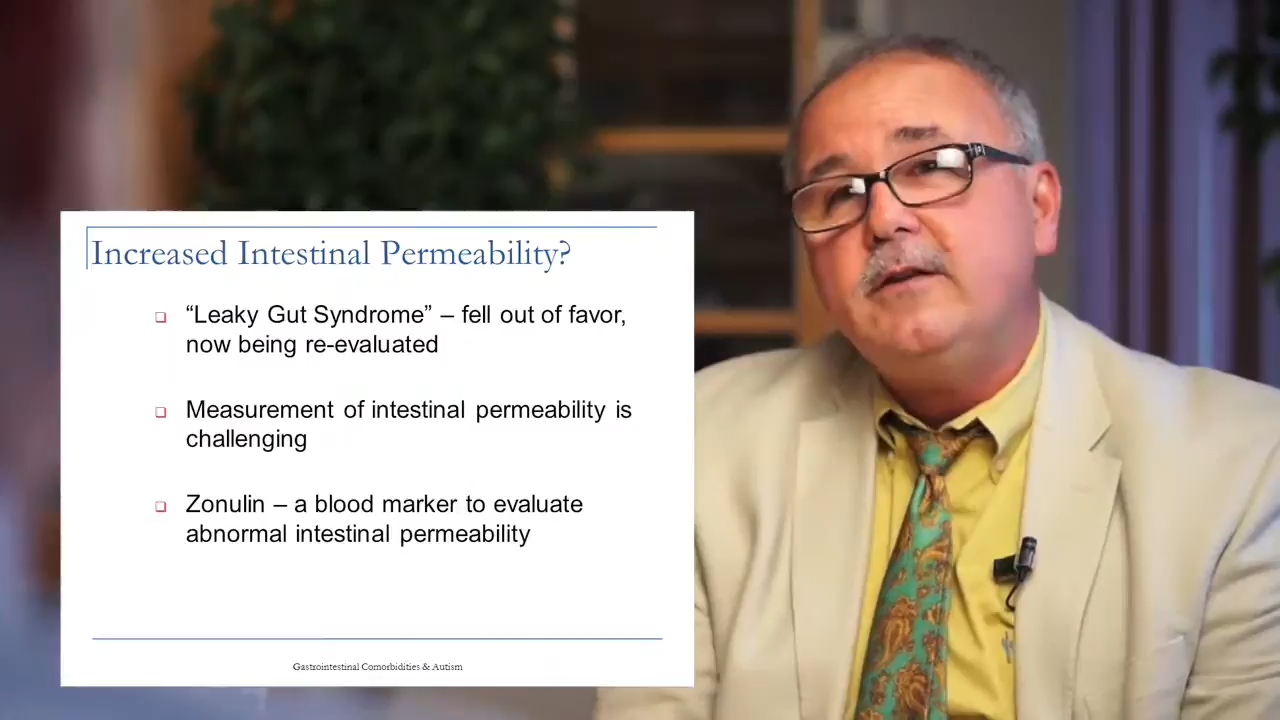 Increased Intestinal Permeability?
“Leaky Gut Syndrome” – fell out of favor,
now being re-evaluated
Measurement of intestinal permeability is
challenging
Zonulin – a blood marker to evaluate
abnormal intestinal permeability
Gastrointestinal Comorbidities & Autism